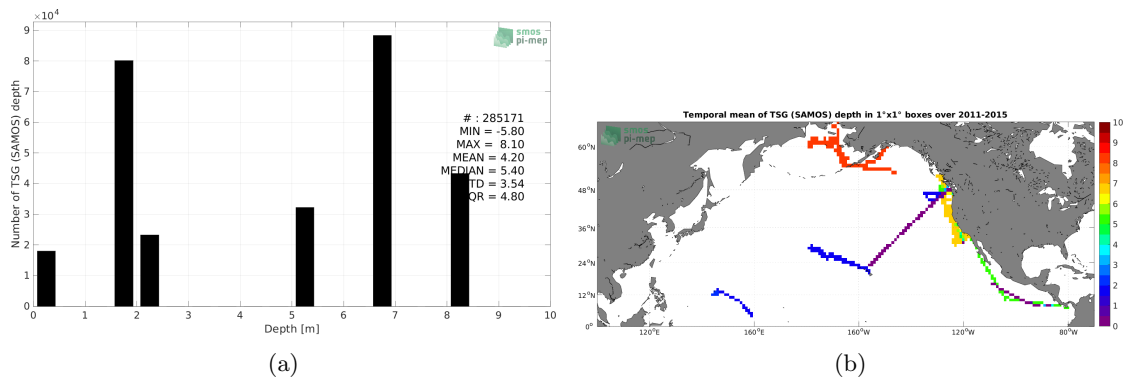 ×10⁴
9
8
7
6
5
4
3
2
1
0
Number of TSG (SAMOS) depth
smos
pi-mep
# : 285171
MIN = -5.80
MAX = 8.10
MEAN = 4.20
MEDIAN = 5.40
TD = 3.54
QR = 4.80
0 1 2 3 4 5 6 7 8 9 10
Depth [m]
(a)
Temporal mean of TSG (SAMOS) depth in 1°x1° boxes over 2011-2015
smos
pi-mep
60°N
48°N
36°N
24°N
12°N
0°
120°E 160°E 160°W 120°W 80°W
10
9
8
7
6
5
4
3
2
1
0
(b)